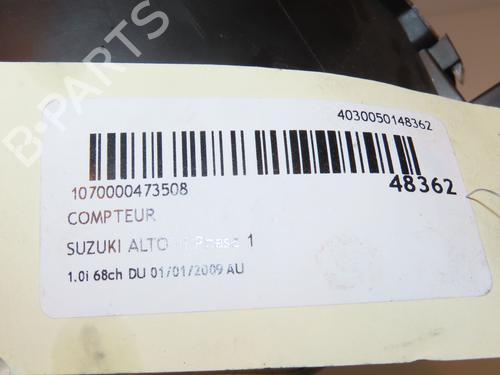 4030050148362
1070000473508
48362
COMPTEUR
SUZUKI ALTO Phase 1
1.0i 68ch DU 01/01/2009 AU
B-PARTS